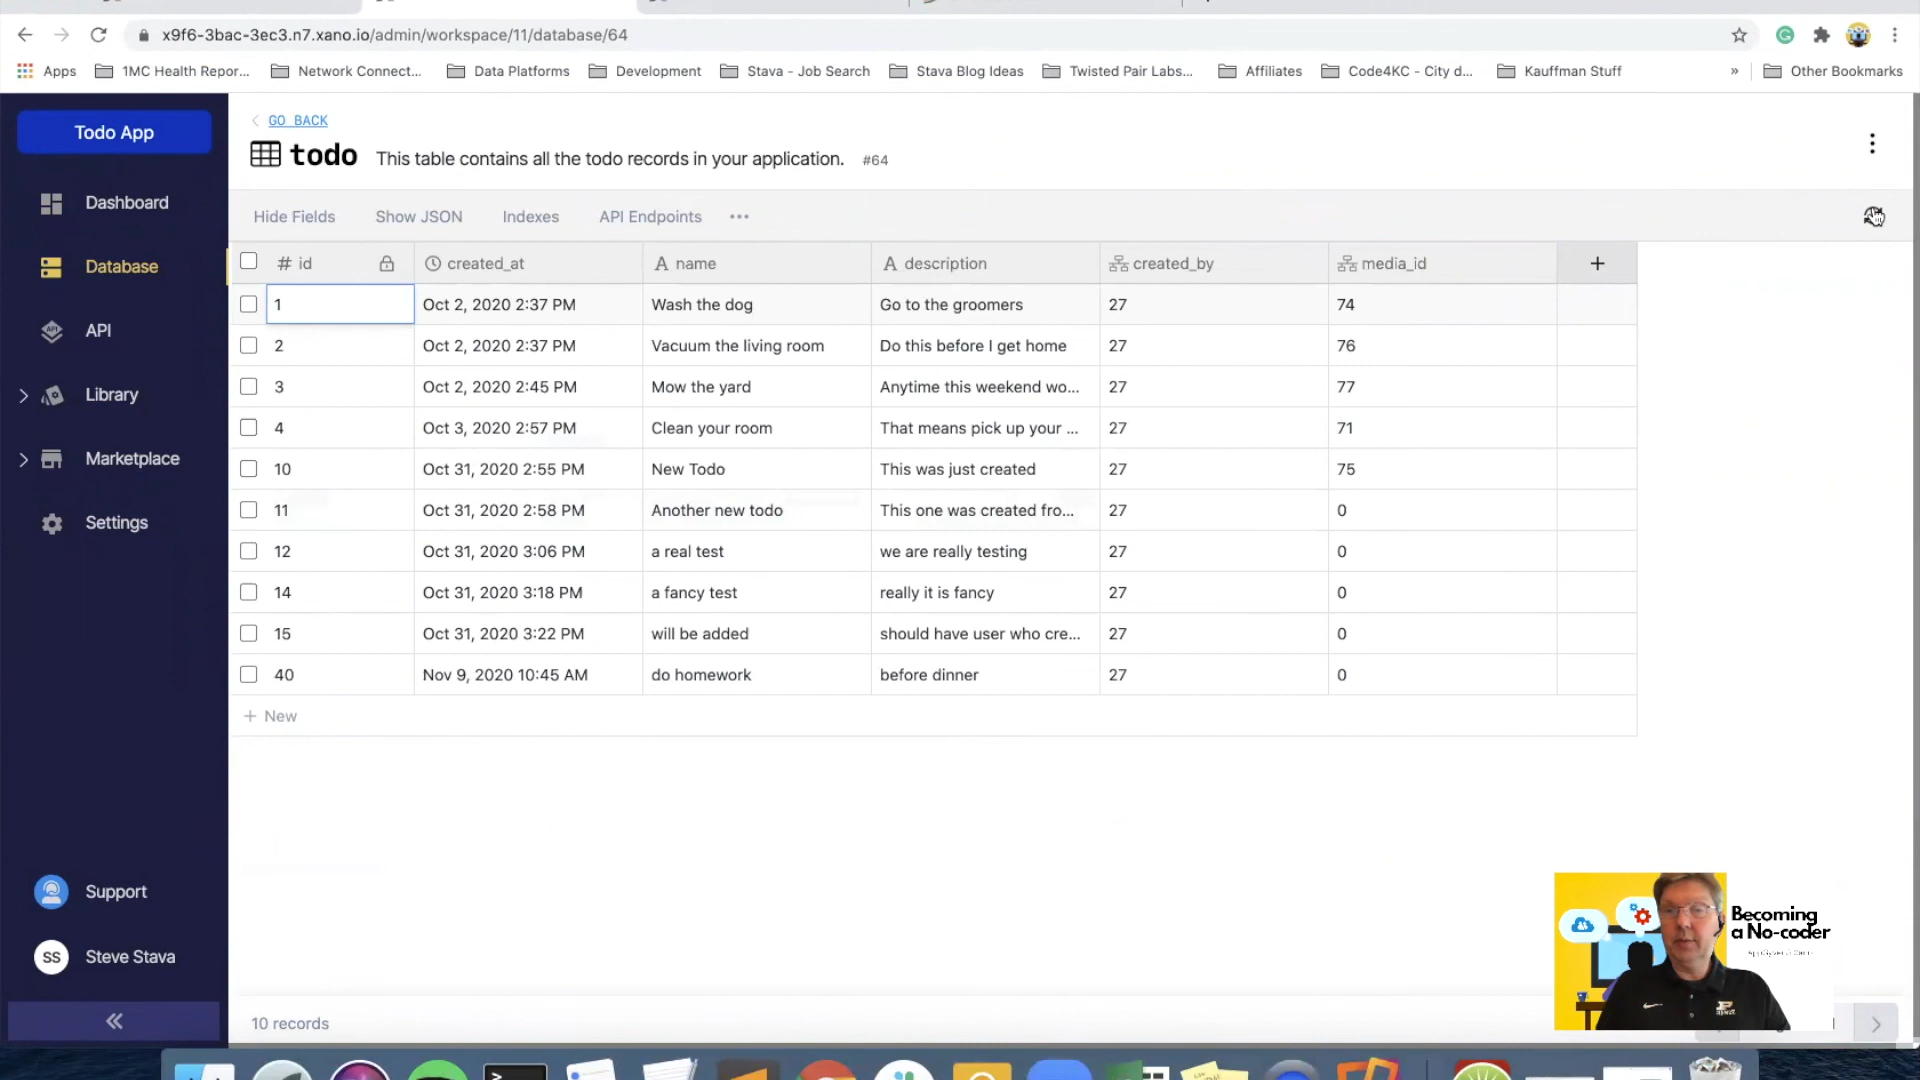 x9f6-3bac-3ec3.n7.xano.io/admin/workspace/11/database/64
Apps 1MC Health Repor... Network Connect... Data Platforms Development Stava - Job Search Stava Blog Ideas Twisted Pair Labs... Affiliates Code4KC - City d... Kauffman Stuff » Other Bookmarks
Todo App
Dashboard
Database
API
Library
Marketplace
Settings
Support
SS Steve Stava
GO BACK
todo This table contains all the todo records in your application. #64
Hide Fields Show JSON Indexes API Endpoints
# id created_at A name A description created_by media_id +
1 Oct 2, 2020 2:37 PM Wash the dog Go to the groomers 27 74
2 Oct 2, 2020 2:37 PM Vacuum the living room Do this before I get home 27 76
3 Oct 2, 2020 2:45 PM Mow the yard Anytime this weekend wo... 27 77
4 Oct 3, 2020 2:57 PM Clean your room That means pick up your ... 27 71
10 Oct 31, 2020 2:55 PM New Todo This was just created 27 75
11 Oct 31, 2020 2:58 PM Another new todo This one was created fro... 27 0
12 Oct 31, 2020 3:06 PM a real test we are really testing 27 0
14 Oct 31, 2020 3:18 PM a fancy test really it is fancy 27 0
15 Oct 31, 2020 3:22 PM will be added should have user who cre... 27 0
40 Nov 9, 2020 10:45 AM do homework before dinner 27 0
+ New
10 records
Becoming
a No-coder